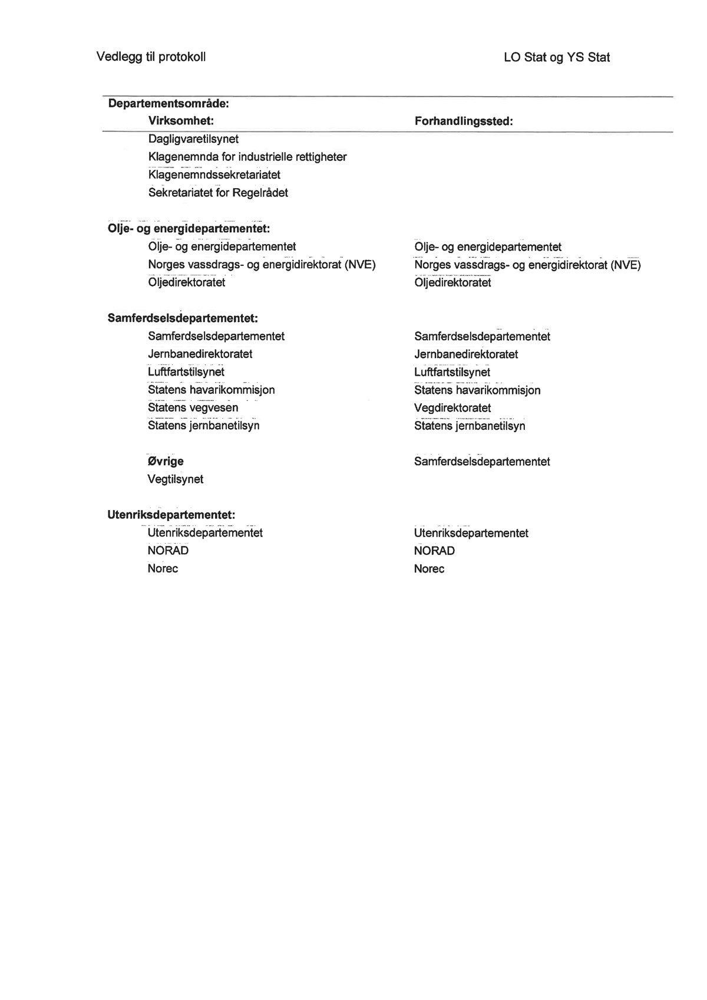 Vedlegg til protokoll LO Stat og YS Stat
Departementsområde:
Virksomhet: Forhandlingssted:
Dagligvaretilsynet
Klagenemnda for industrielle rettigheter
Klagenemndssekretariatet
Sekretariatet for Regelrådet
Olje- og energidepartementet:
Olje- og energidepartementet Olje- og energidepartementet
Norges vassdrags- og energidirektorat (NVE) Norges vassdrags- og energidirektorat (NVE)
Oljedirektoratet Oljedirektoratet
Samferdselsdepartementet:
Samferdselsdepartementet Samferdselsdepartementet
Jernbanedirektoratet Jernbanedirektoratet
Luftfartstilsynet Luftfartstilsynet
Statens havarikommisjon Statens havarikommisjon
Statens vegvesen Vegdirektoratet
Statens jernbanetilsyn Statens jernbanetilsyn
Øvrige Samferdselsdepartementet
Vegtilsynet
Utenriksdepartementet:
Utenriksdepartementet Utenriksdepartementet
NORAD NORAD
Norec Norec